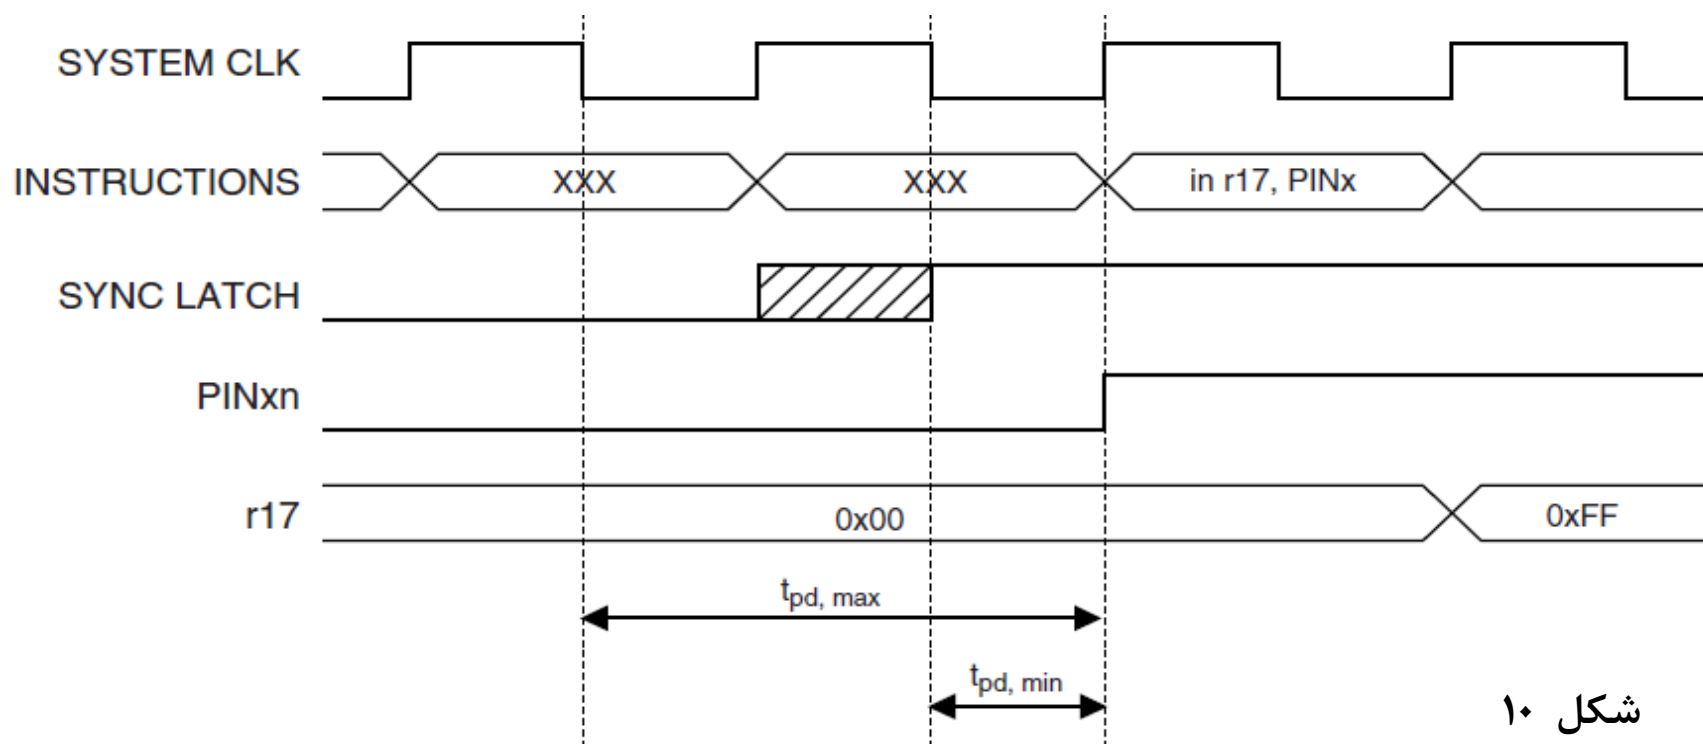 SYSTEM CLK
INSTRUCTIONS XXX XXX in r17, PINx
SYNC LATCH
PINxn
r17 0x00 0xFF
tpd, max
tpd, min
شکل ۱۰